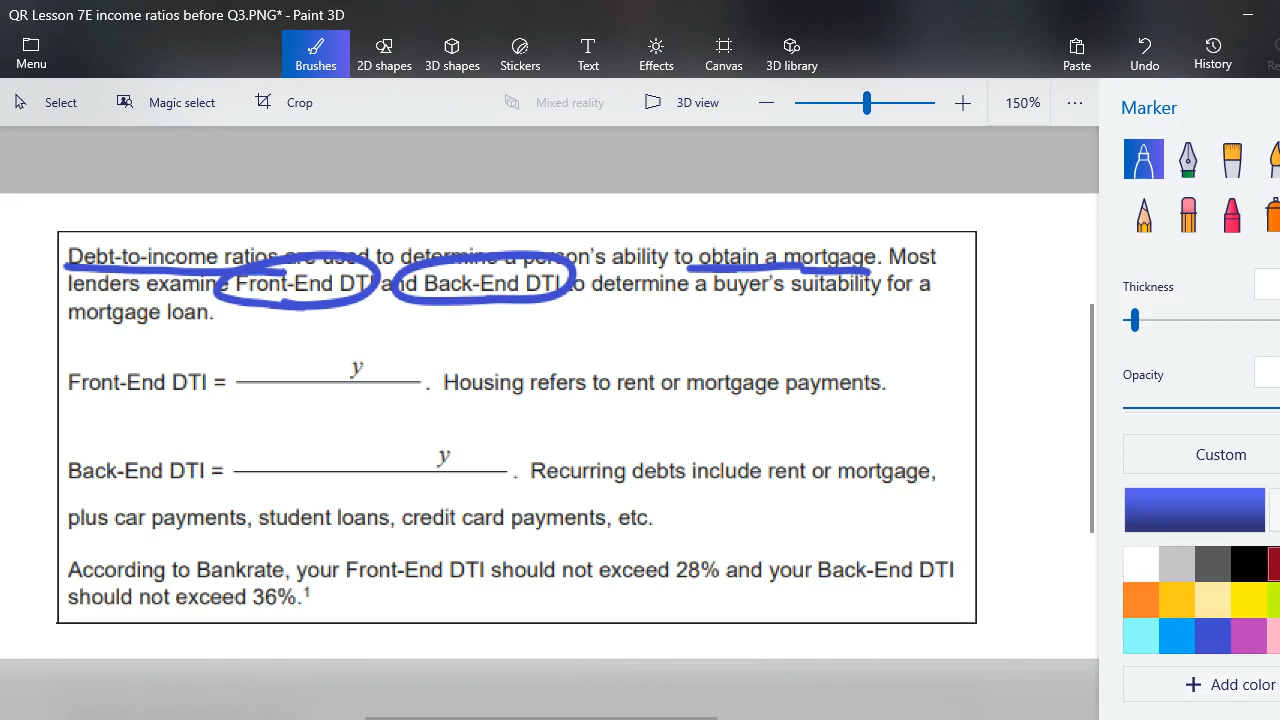 QR Lesson 7E income ratios before Q3.PNG* - Paint 3D
Menu
Brushes
2D shapes
3D shapes
Stickers
Text
Effects
Canvas
3D library
Paste
Undo
History
Select
Magic select
Crop
Mixed reality
3D view
150%
Marker
Debt-to-income ratios are used to determine a person's ability to obtain a mortgage. Most
lenders examine Front-End DTI and Back-End DTI to determine a buyer's suitability for a
mortgage loan.
y
Front-End DTI = . Housing refers to rent or mortgage payments.
y
Back-End DTI = . Recurring debts include rent or mortgage,
plus car payments, student loans, credit card payments, etc.
According to Bankrate, your Front-End DTI should not exceed 28% and your Back-End DTI
should not exceed 36%.¹
Thickness
Opacity
Custom
Add color